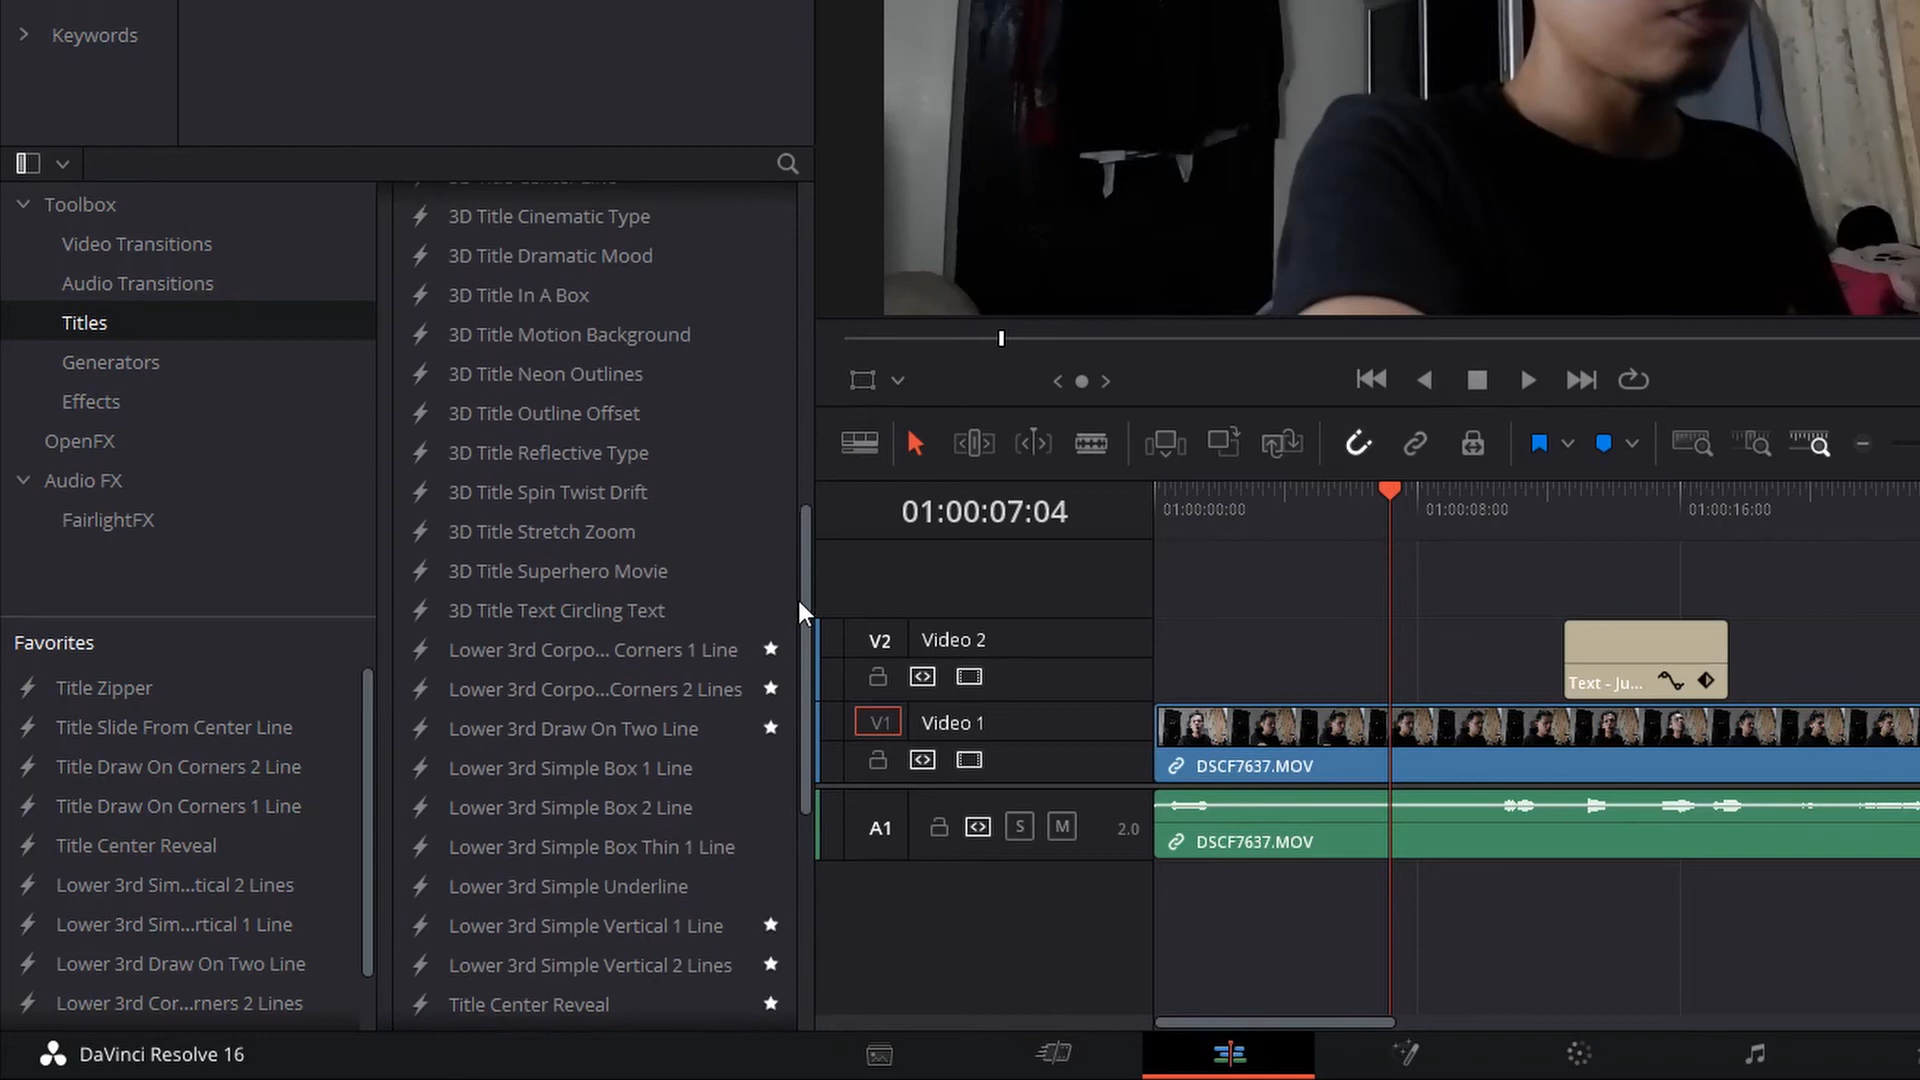 Keywords
Toolbox
Video Transitions
Audio Transitions
Titles
Generators
Effects
OpenFX
Audio FX
FairlightFX
Favorites
Title Zipper
Title Slide From Center Line
Title Draw On Corners 2 Line
Title Draw On Corners 1 Line
Title Center Reveal
Lower 3rd Sim...tical 2 Lines
Lower 3rd Sim...rtical 1 Line
Lower 3rd Draw On Two Line
Lower 3rd Cor...rners 2 Lines
3D Title Cinematic Type
3D Title Dramatic Mood
3D Title In A Box
3D Title Motion Background
3D Title Neon Outlines
3D Title Outline Offset
3D Title Reflective Type
3D Title Spin Twist Drift
3D Title Stretch Zoom
3D Title Superhero Movie
3D Title Text Circling Text
Lower 3rd Corpo... Corners 1 Line
Lower 3rd Corpo...Corners 2 Lines
Lower 3rd Draw On Two Line
Lower 3rd Simple Box 1 Line
Lower 3rd Simple Box 2 Line
Lower 3rd Simple Box Thin 1 Line
Lower 3rd Simple Underline
Lower 3rd Simple Vertical 1 Line
Lower 3rd Simple Vertical 2 Lines
Title Center Reveal
01:00:07:04
01:00:00:00
01:00:08:00
01:00:16:00
V2 Video 2
Text - Ju...
V1 Video 1
DSCF7637.MOV
A1 S M 2.0
DSCF7637.MOV
DaVinci Resolve 16